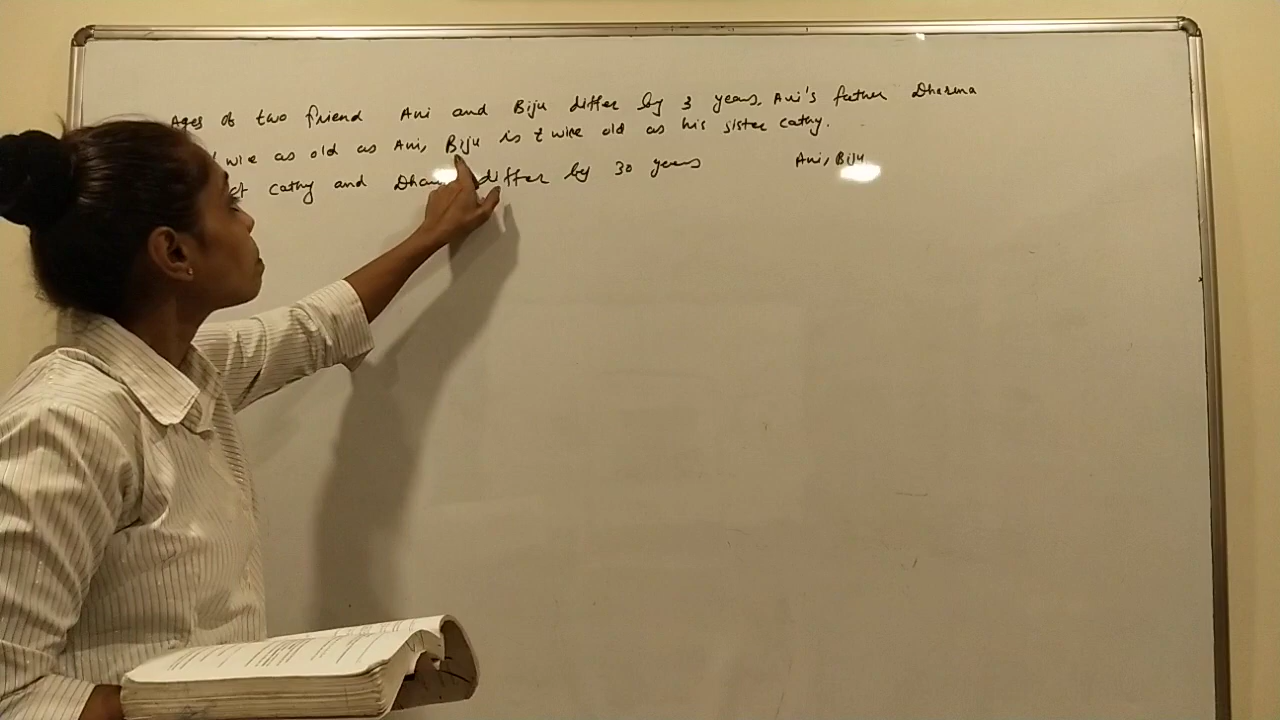 Ages of two friend Ani and Biju differ by 3 years. Ani's father Dharma
twie as old as Ani, Biju is twice old as his sister cathy.
cathy and differ by 30 years Ani, Biju